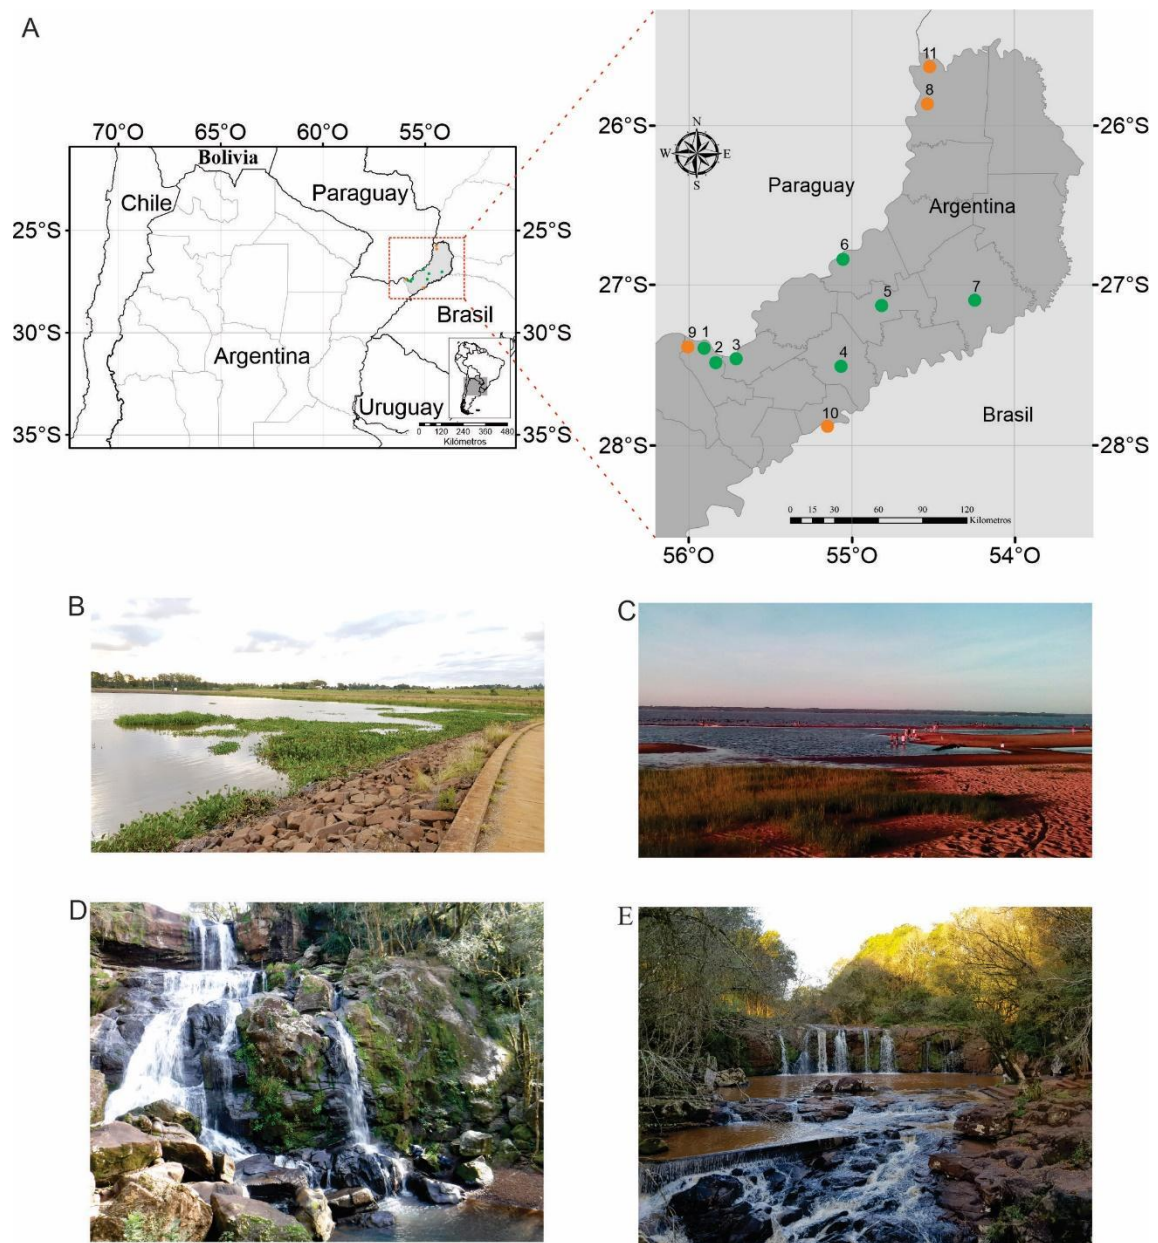 A
70°O 65°O 60°O 55°O
Bolivia
Chile
Paraguay
25°S
25°S
Brasil
30°S
30°S
Argentina
Uruguay
0 60 120 240 360 480
Kilómetros
35°S
35°S
11
8
26°S
26°S
N
W E
S
Paraguay
Argentina
6
27°S
5
7
27°S
9 1
2 3
4
10
Brasil
28°S
28°S
0 15 30 60 90 120
Kilometros
56°O 55°O 54°O
B
C
D
E